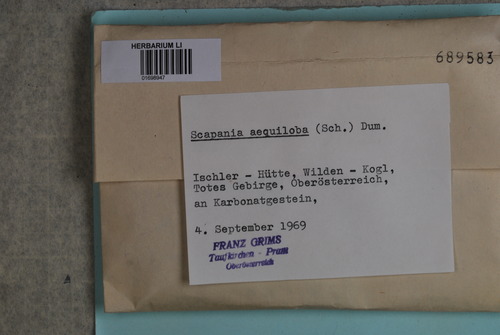 HERBARIUM LI
01698947
689583
Scapania aequiloba (Sch.) Dum.
Ischler - Hütte, Wilden - Kogl,
Totes Gebirge, Oberösterreich,
an Karbonatgestein,
4. September 1969
FRANZ GRIMS
Taufkirchen - Pram
Oberösterreich